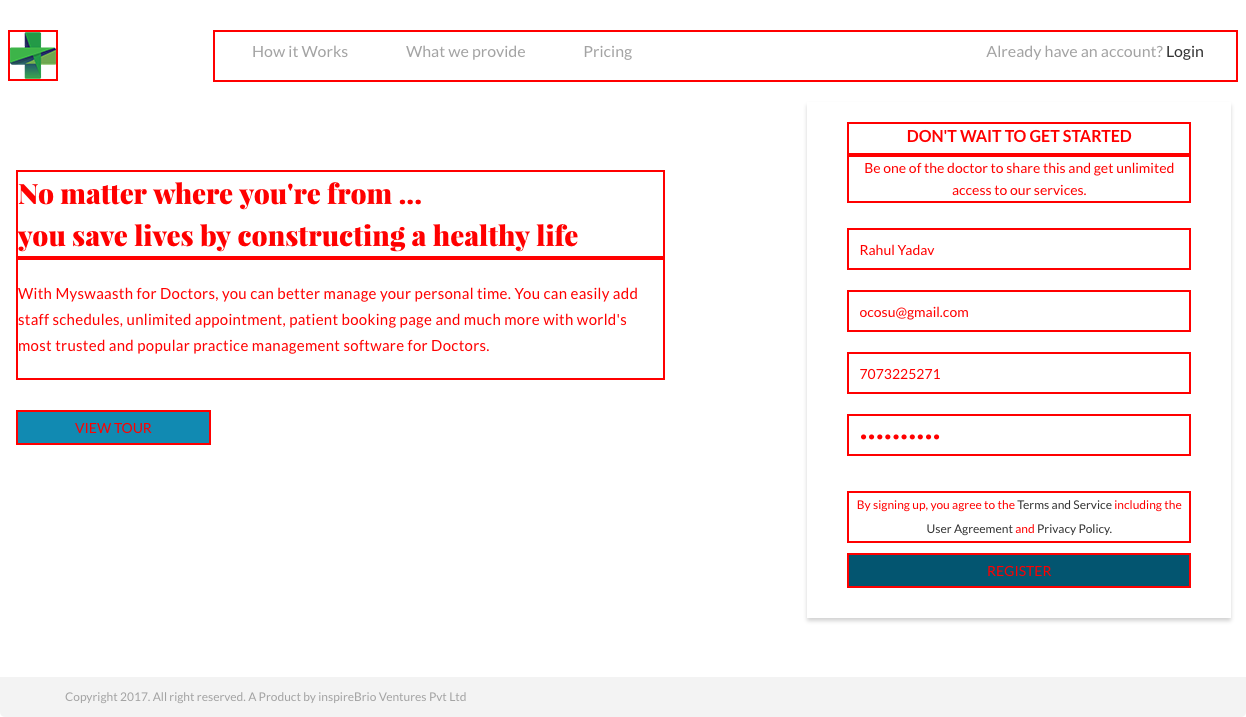 How it Works What we provide Pricing Already have an account? Login
No matter where you're from ...
you save lives by constructing a healthy life
With Myswaasth for Doctors, you can better manage your personal time. You can easily add
staff schedules, unlimited appointment, patient booking page and much more with world's
most trusted and popular practice management software for Doctors.
VIEW TOUR
DON'T WAIT TO GET STARTED
Be one of the doctor to share this and get unlimited
access to our services.
Rahul Yadav
ocosu@gmail.com
7073225271
••••••••••
By signing up, you agree to the Terms and Service including the
User Agreement and Privacy Policy.
REGISTER
Copyright 2017. All right reserved. A Product by inspireBrio Ventures Pvt Ltd